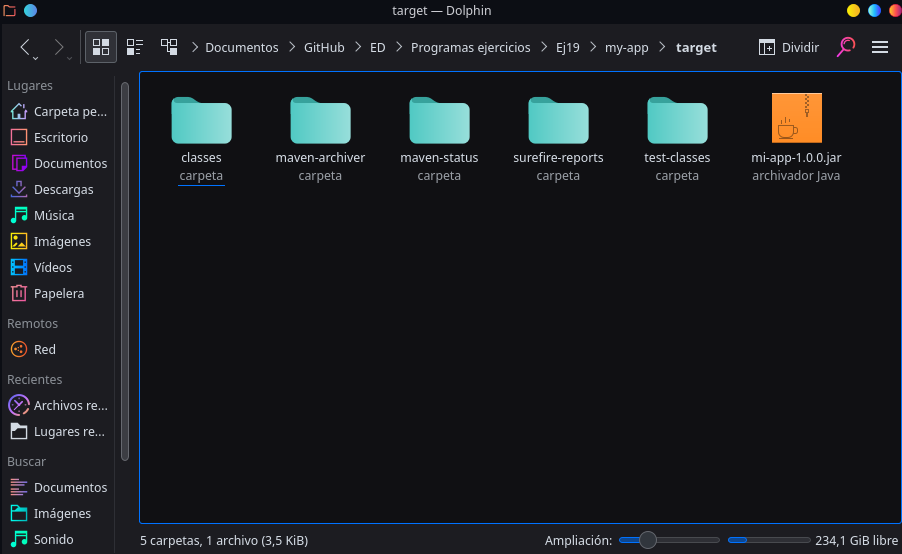 target — Dolphin
Documentos
GitHub
ED
Programas ejercicios
Ej19
my-app
target
Dividir
Lugares
Carpeta pe...
Escritorio
Documentos
Descargas
Música
Imágenes
Vídeos
Papelera
Remotos
Red
Recientes
Archivos re...
Lugares re...
Buscar
Documentos
Imágenes
Sonido
classes
carpeta
maven-archiver
carpeta
maven-status
carpeta
surefire-reports
carpeta
test-classes
carpeta
mi-app-1.0.0.jar
archivador Java
5 carpetas, 1 archivo (3,5 KiB)
Ampliación:
234,1 GiB libre